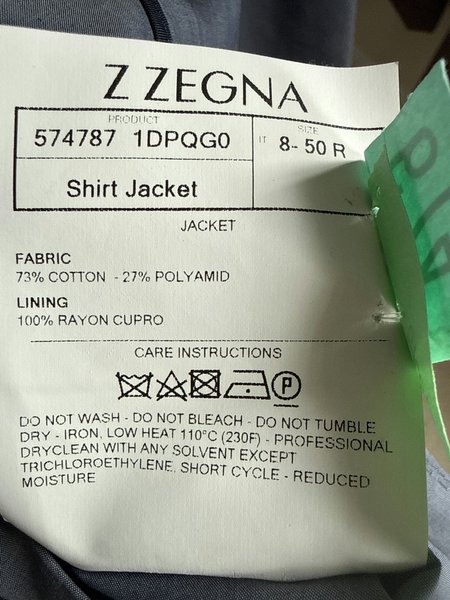 Z ZEGNA
PRODUCT
574787 1DPQG0
SIZE
IT 8- 50 R
Shirt Jacket
JACKET
FABRIC
73% COTTON - 27% POLYAMID
LINING
100% RAYON CUPRO
CARE INSTRUCTIONS
P
DO NOT WASH - DO NOT BLEACH - DO NOT TUMBLE
DRY - IRON, LOW HEAT 110°C (230F) - PROFESSIONAL
DRYCLEAN WITH ANY SOLVENT EXCEPT
TRICHLOROETHYLENE, SHORT CYCLE - REDUCED
MOISTURE